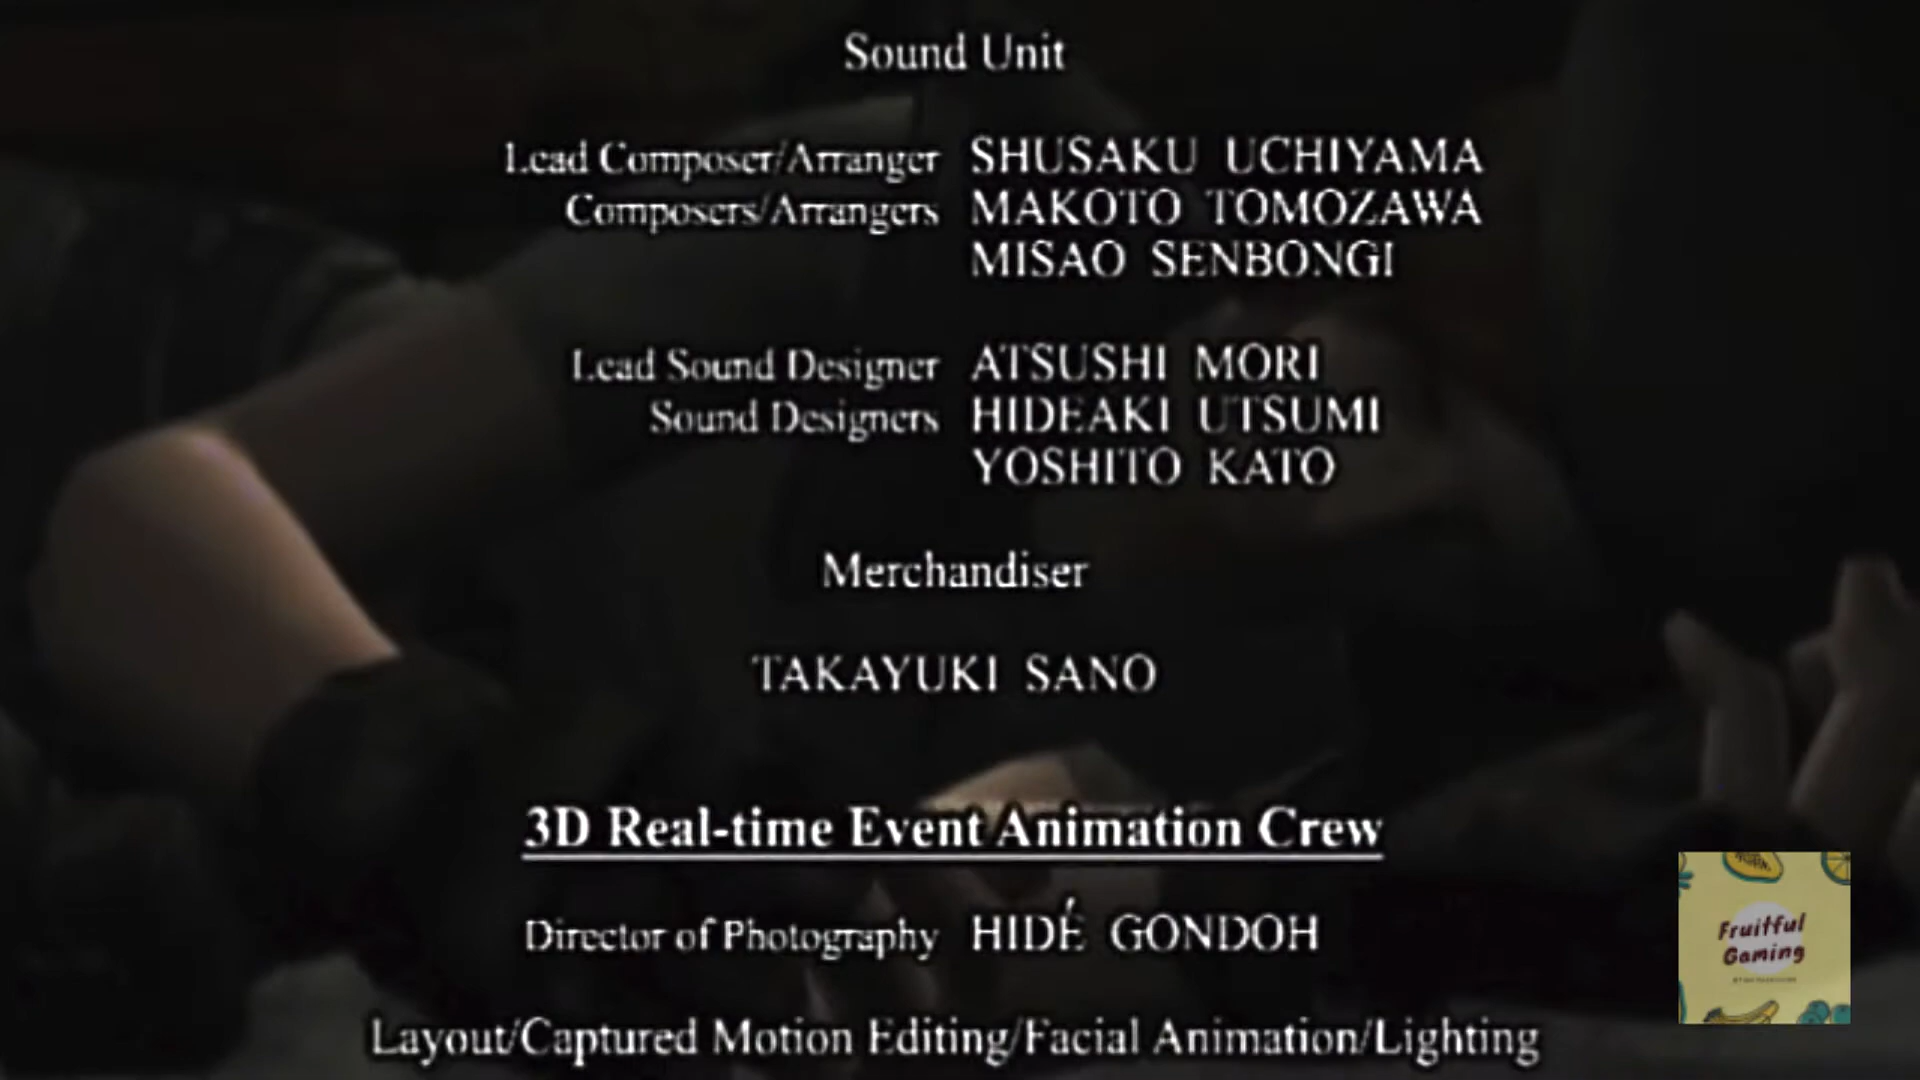 Sound Unit
Lead Composer/Arranger SHUSAKU UCHIYAMA
Composers/Arrangers MAKOTO TOMOZAWA
MISAO SENBONGI
Lead Sound Designer ATSUSHI MORI
Sound Designers HIDEAKI UTSUMI
YOSHITO KATO
Merchandiser
TAKAYUKI SANO
3D Real-time Event Animation Crew
Director of Photography HIDÉ GONDOH
Layout/Captured Motion Editing/Facial Animation/Lighting
Fruitful
Gaming